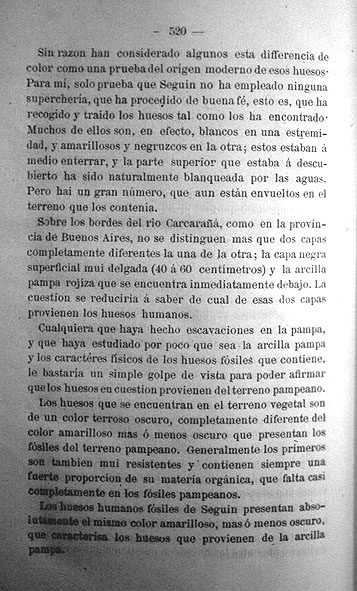 — 520 —
Sin razon han considerado algunos esta differencia de
color como una prueba del orígen moderno de esos huesos·
Para mí, solo prueba que Seguin no ha empleado ninguna
superchería, que ha procedido de buena fé, esto es, que ha
recogido y traido los huesos tal como los ha encontrado·
Muchos de ellos son, en efecto, blancos en una estremi-
dad, y amarillosos y negruzcos en la otra; estos estaban á
medio enterrar, y la parte superior que estaba á descu-
bierto ha sido naturalmente blanqueada por las aguas.
Pero hai un gran número, que aun están envueltos en el
terreno que los contenia.
Sobre los bordes del rio Carcarañá, como en la provin-
cia de Buenos Aires, no se distinguen mas que dos capas
completamente diferentes la una de la otra; la capa negra
superficial mui delgada (40 á 60 centímetros) y la arcilla
pampa rojiza que se encuentra inmediatamente debajo. La
cuestion se reduciria á saber de cual de esas dos capas
provienen los huesos humanos.
Cualquiera que haya hecho escavaciones en la pampa,
y que haya estudiado por poco que sea la arcilla pampa
y los caractéres físicos de los huesos fósiles que contiene,
le bastaria un simple golpe de vista para poder afirmar
que los huesos en cuestion provienen del terreno pampeano.
Los huesos que se encuentran en el terreno vegetal son
de un color terroso oscuro, completamente diferente del
color amarilloso mas ó menos oscuro que presentan los
fósiles del terreno pampeano. Generalmente los primeros
son tambien mui resistentes y contienen siempre una
fuerte proporcion de su materia orgánica, que falta casi
completamente en los fósiles pampeanos.
Los huesos humanos fósiles de Seguin presentan abso-
lutamente el mismo color amarilloso, mas ó menos oscuro,
que caracterisa los huesos que provienen de la arcilla
pampa.